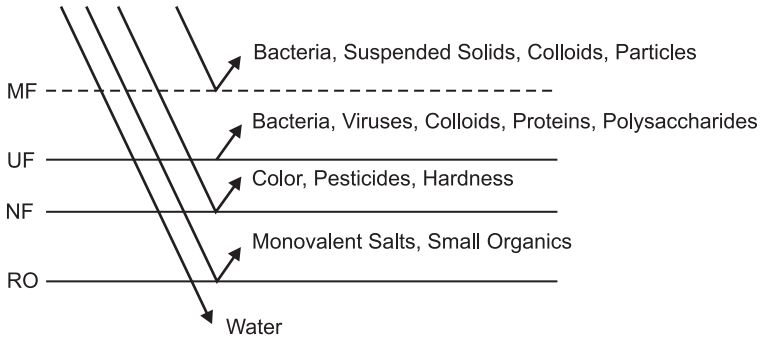 Bacteria, Suspended Solids, Colloids, Particles
MF
Bacteria, Viruses, Colloids, Proteins, Polysaccharides
UF
Color, Pesticides, Hardness
NF
Monovalent Salts, Small Organics
RO
Water